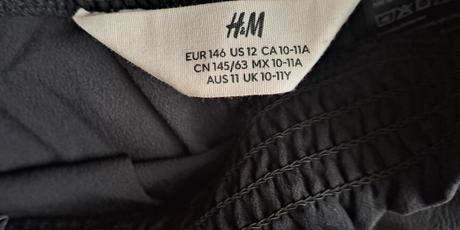 H&M
EUR 146 US 12 CA 10-11A
CN 145/63 MX 10-11A
AUS 11 UK 10-11Y